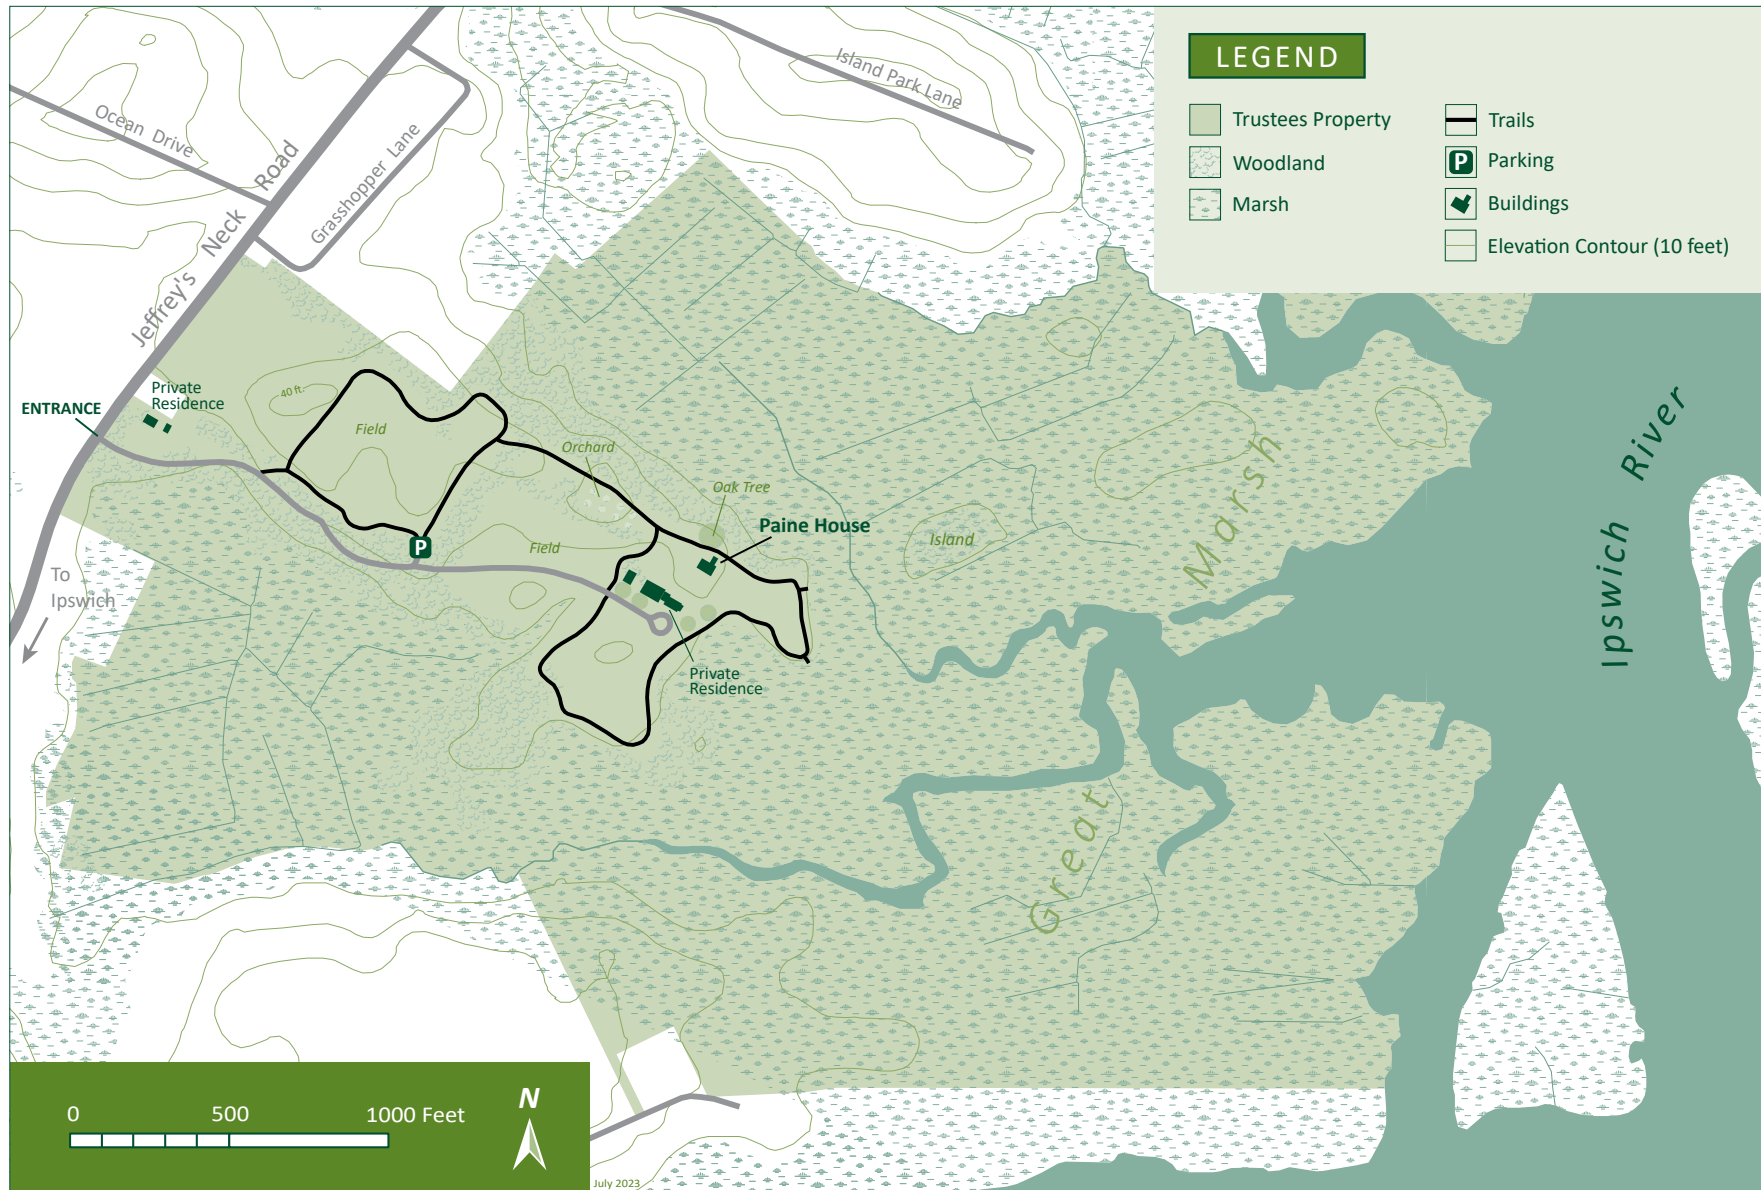 LEGEND
Trustees Property
Woodland
Marsh
Trails
P
Parking
Buildings
Elevation Contour (10 feet)
Island Park Lane
Ocean Drive
Jeffrey's Neck Road
Grasshopper Lane
Private
Residence
ENTRANCE
40 ft.
Field
Orchard
Oak Tree
Paine House
Field
P
Island
Great Marsh
Ipswich River
To
Ipswich
Private
Residence
0 500 1000 Feet
N
July 2023